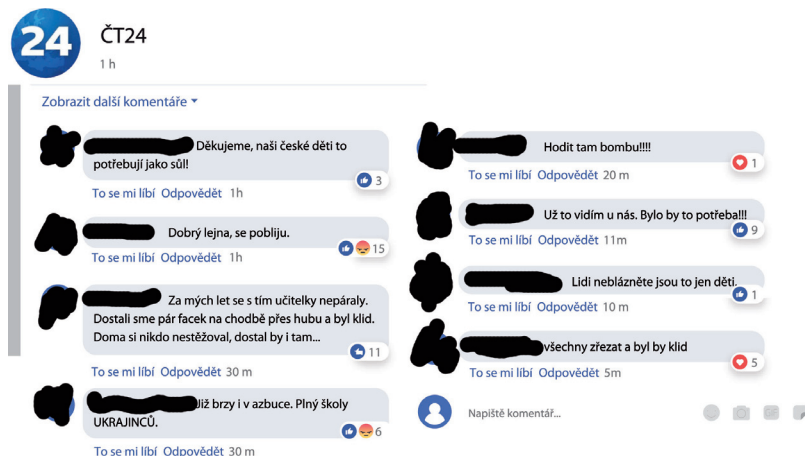 24
ČT24
1 h
Zobrazit další komentáře
Děkujeme, naši české děti to
potřebují jako sůl!
3
To se mi líbí Odpovědět 1h
Dobrý lejna, se pobliju.
15
To se mi líbí Odpovědět 1h
Za mých let se s tím učitelky nepáraly.
Dostali sme pár facek na chodbě přes hubu a byl klid.
Doma si nikdo nestěžoval, dostal by i tam...
11
To se mi líbí Odpovědět 30 m
Již brzy i v azbuce. Plný školy
UKRAJINCŮ.
6
To se mi líbí Odpovědět 30 m
Hodit tam bombu!!!!
1
To se mi líbí Odpovědět 20 m
Už to vidím u nás. Bylo by to potřeba!!!
9
To se mi líbí Odpovědět 11m
Lidi neblázněte jsou to jen děti.
1
To se mi líbí Odpovědět 10 m
všechny zřezat a byl by klid
5
To se mi líbí Odpovědět 5m
Napiště komentář...